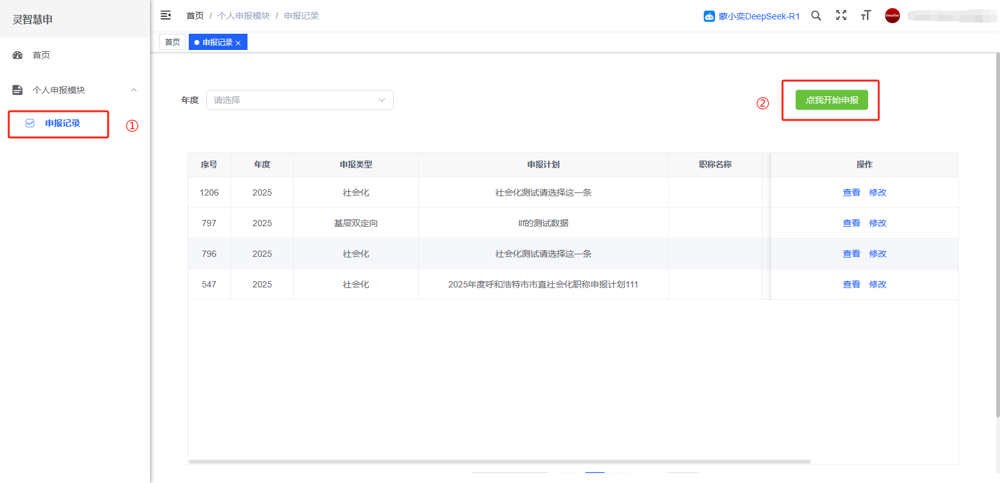 灵智慧申
首页 / 个人申报模块 / 申报记录
蒙小奕DeepSeek-R1
首页
申报记录 ×
首页
个人申报模块
申报记录
①
年度 请选择
②
点我开始申报
序号 年度 申报类型 申报计划 职称名称 操作
1206 2025 社会化 社会化测试请选择这一条 查看 修改
797 2025 基层双定向 llf的测试数据 查看 修改
796 2025 社会化 社会化测试请选择这一条 查看 修改
547 2025 社会化 2025年度呼和浩特市市直社会化职称申报计划111 查看 修改